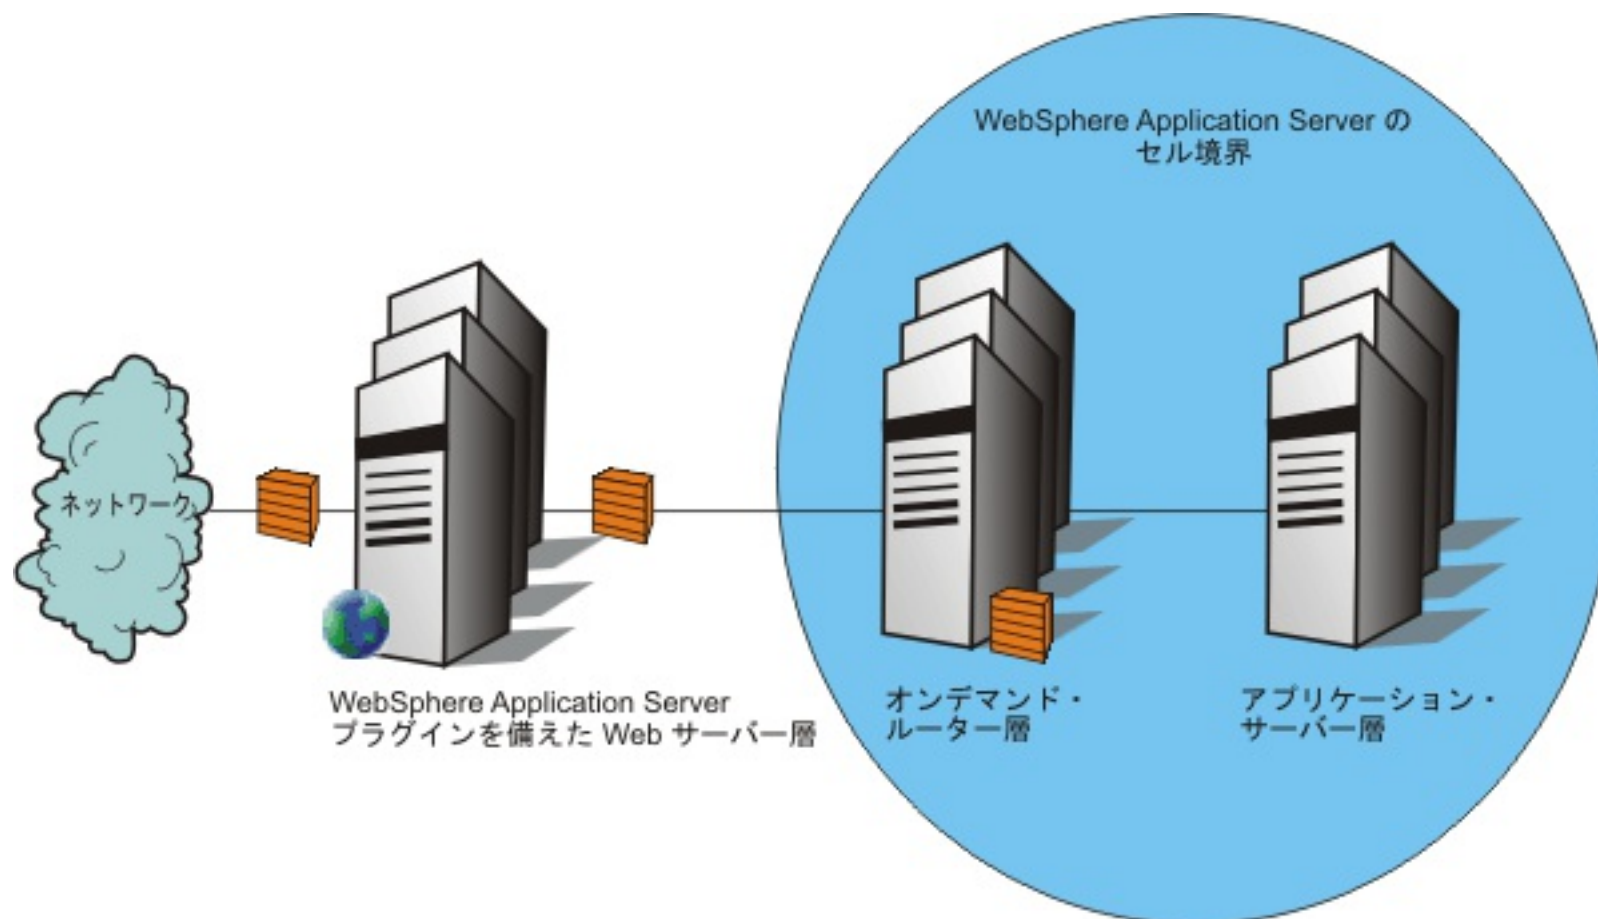 WebSphere Application Server の
セル境界
ネットワーク
WebSphere Application Server
プラグインを備えた Web サーバー層
オンデマンド・
ルーター層
アプリケーション・
サーバー層